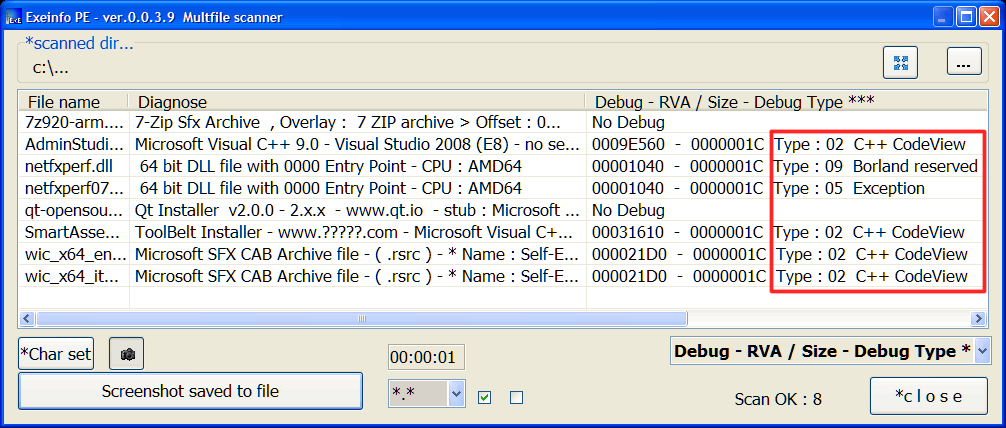 Exeinfo PE - ver.0.0.3.9 Multfile scanner
*scanned dir...
c:\...
...
File name Diagnose Debug - RVA / Size - Debug Type ***
7z920-arm.... 7-Zip Sfx Archive , Overlay : 7 ZIP archive > Offset : 0... No Debug
AdminStudi... Microsoft Visual C++ 9.0 - Visual Studio 2008 (E8) - no se... 0009E560 - 0000001C Type : 02 C++ CodeView
netfxperf.dll 64 bit DLL file with 0000 Entry Point - CPU : AMD64 00001040 - 0000001C Type : 09 Borland reserved
netfxperf07... 64 bit DLL file with 0000 Entry Point - CPU : AMD64 00001040 - 0000001C Type : 05 Exception
qt-opensou... Qt Installer v2.0.0 - 2.x.x - www.qt.io - stub : Microsoft ... No Debug
SmartAsse... ToolBelt Installer - www.?????.com - Microsoft Visual C+... 00031610 - 0000001C Type : 02 C++ CodeView
wic_x64_en... Microsoft SFX CAB Archive file - ( .rsrc ) - * Name : Self-E... 000021D0 - 0000001C Type : 02 C++ CodeView
wic_x64_it... Microsoft SFX CAB Archive file - ( .rsrc ) - * Name : Self-E... 000021D0 - 0000001C Type : 02 C++ CodeView
*Char set 00:00:01 Debug - RVA / Size - Debug Type *
Screenshot saved to file *.* Scan OK : 8 *c l o s e